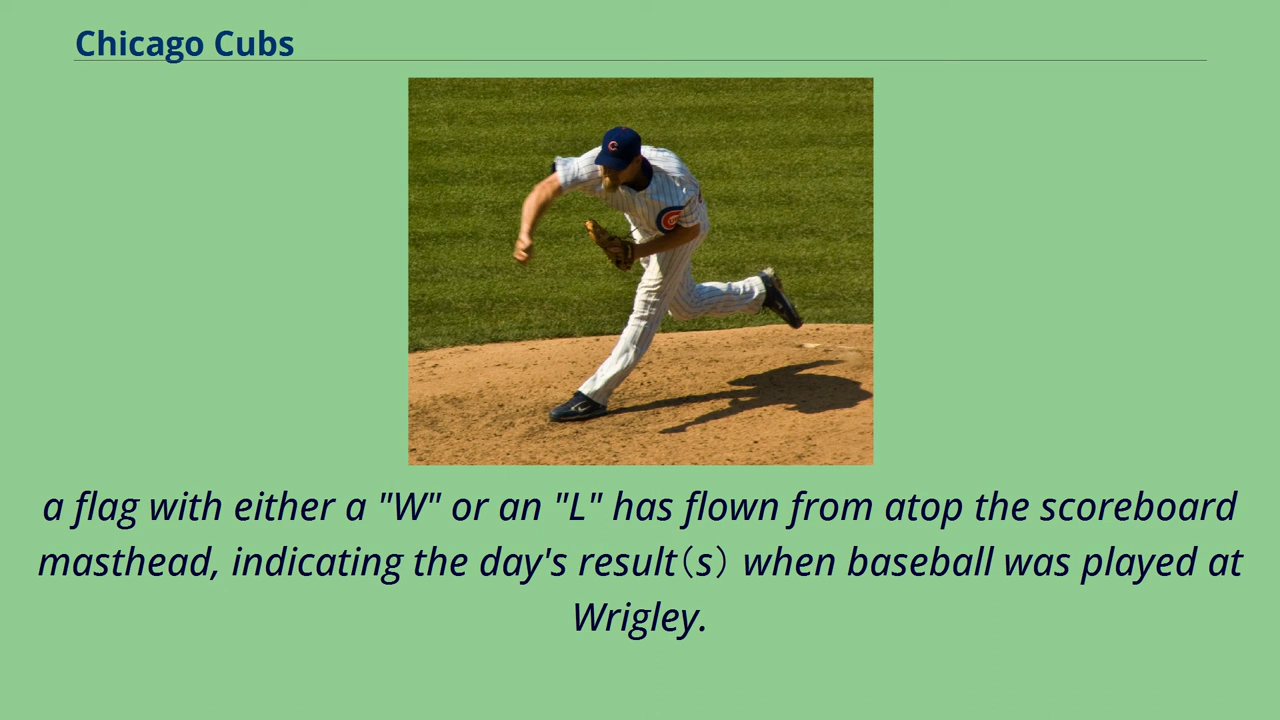 Chicago Cubs
C
C
a flag with either a "W" or an "L" has flown from atop the scoreboard
masthead, indicating the day's result（s） when baseball was played at
Wrigley.